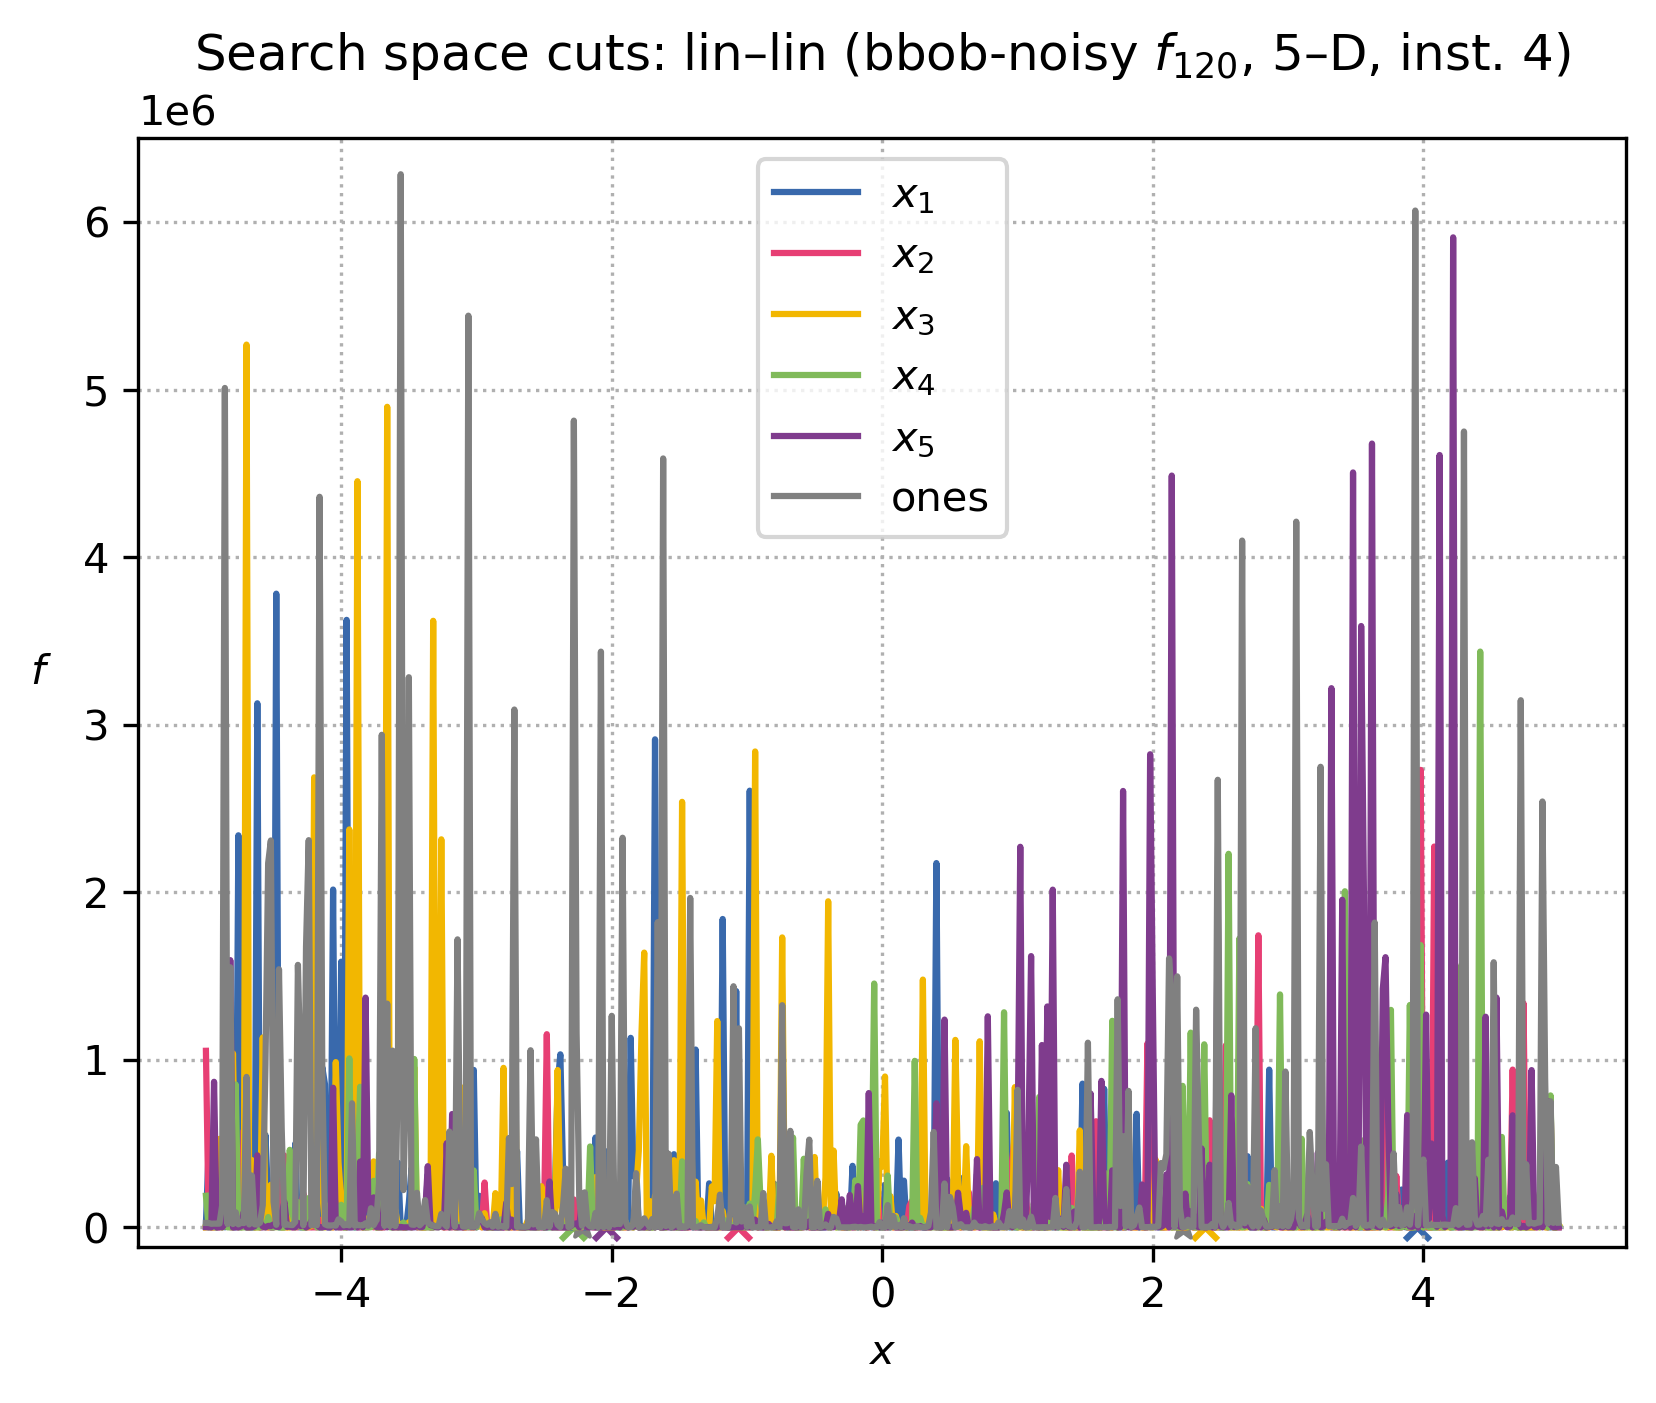 Search space cuts: lin–lin (bbob-noisy f₁₂₀, 5–D, inst. 4)
1e6
x₁
x₂
x₃
x₄
x₅
ones
6
5
4
3
2
1
0
f
−4 −2 0 2 4
x